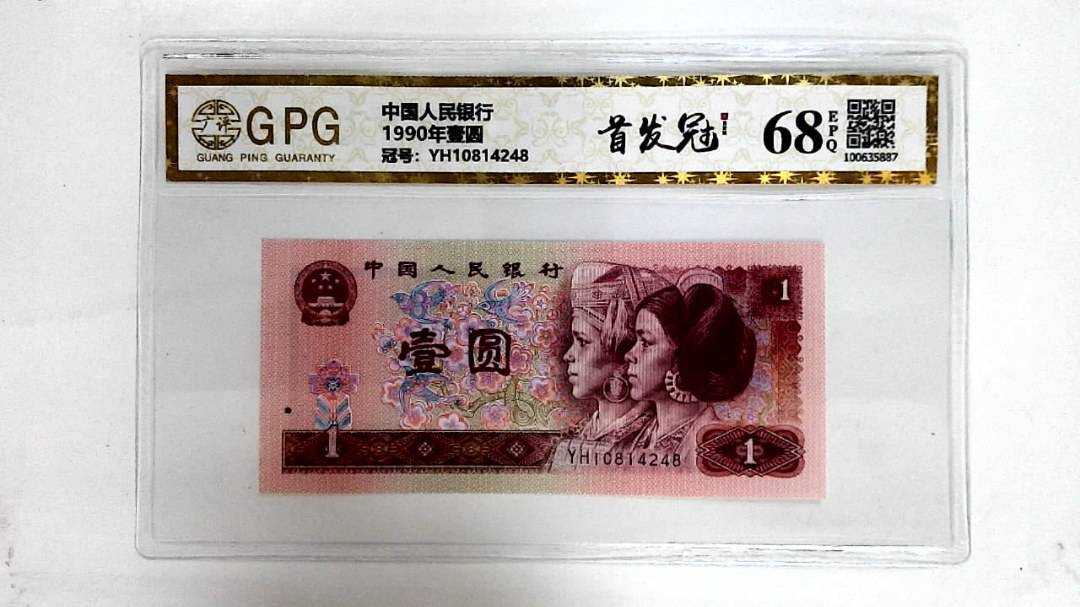 GPG
GUANG PING GUARANTY
中国人民银行
1990年壹圆
冠号：YH10814248
首发冠
68
EPQ
100635887
中国人民银行
1
壹圆
1
YH10814248
1